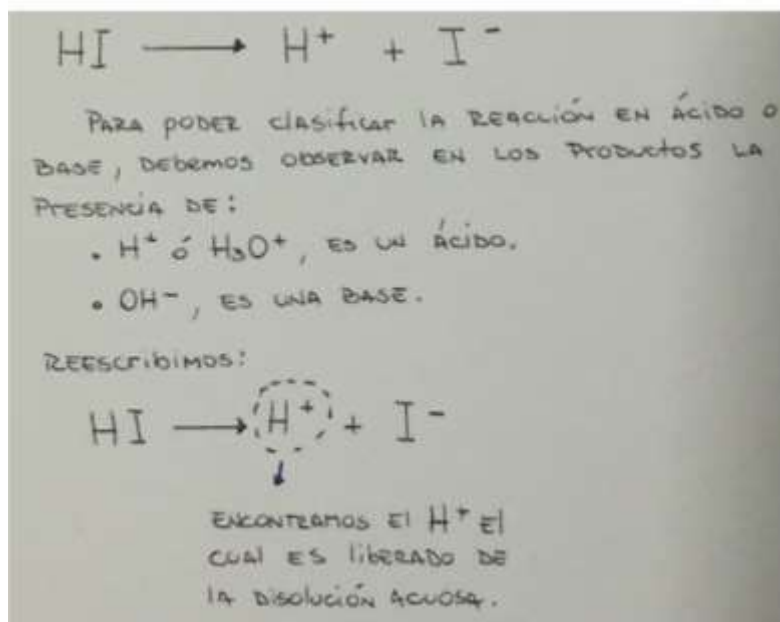 HI ⟶ H⁺ + I⁻
PARA PODER clasificar lA REACCIÓN EN ÁCIDO O
BASE, DEbEMOS OBSERVAR EN LOS PRODUCtOS LA
PRESENCIA DE:
• H⁺ ó H₃O⁺, ES UN ÁCIDO.
• OH⁻, ES UNA BASE.
REESCribiMOS:
HI ⟶ H⁺ + I⁻
ENCONTRAMOS El H⁺ El
CUAl ES liBERADO DE
lA DISOlUCIÓN ACUOSA.